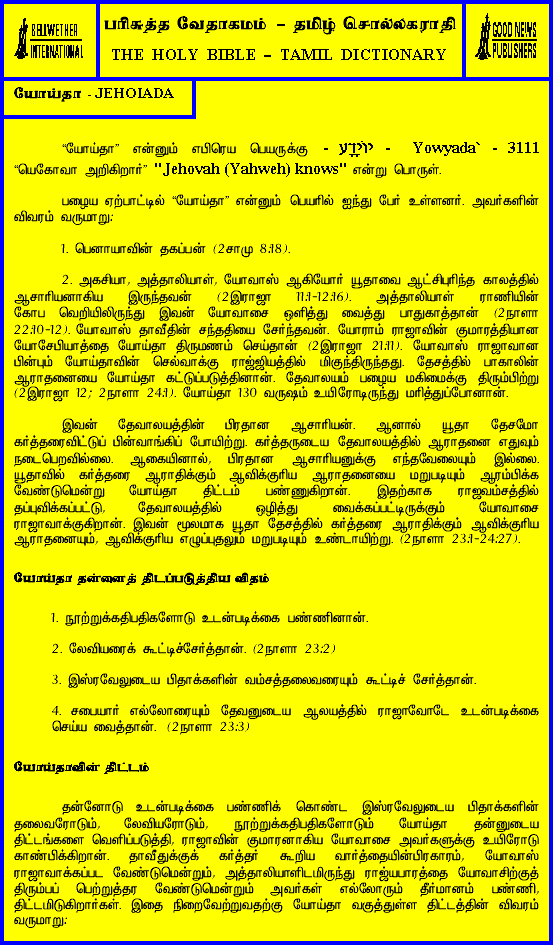 BELLWETHER
INTERNATIONAL
பரிசுத்த வேதாகமம் – தமிழ் சொல்லகராதி
THE HOLY BIBLE – TAMIL DICTIONARY
GOOD NEWS
PUBLISHERS
யோய்தா - JEHOIADA
“யோய்தா” என்னும் எபிரெய பெயருக்கு - יוֹיָדָע - Yowyada` - 3111
“யெகோவா அறிகிறார்” "Jehovah (Yahweh) knows" என்று பொருள்.
பழைய ஏற்பாட்டில் “யோய்தா” என்னும் பெயரில் ஐந்து பேர் உள்ளனர். அவர்களின்
விவரம் வருமாறு:
1. பெனாயாவின் தகப்பன் (2சாமு 8:18).
2. அகசியா, அத்தாலியாள், யோவாஸ் ஆகியோர் யூதாவை ஆட்சிபுரிந்த காலத்தில்
ஆசாரியனாகிய இருந்தவன் (2இராஜா 11:1-12:16). அத்தாலியாள் ராணியின்
கோப வெறியிலிருந்து இவன் யோவாசை ஒளித்து வைத்து பாதுகாத்தான் (2நாளா
22:10-12). யோவாஸ் தாவீதின் சந்ததியை சேர்ந்தவன். யோராம் ராஜாவின் குமாரத்தியான
யோசேபியாத்தை யோய்தா திருமணம் செய்தான் (2இராஜா 21:11). யோவாஸ் ராஜாவான
பின்பும் யோய்தாவின் செல்வாக்கு ராஜ்ஜியத்தில் மிகுந்திருந்தது. தேசத்தில் பாகாலின்
ஆராதனையை யோய்தா கட்டுப்படுத்தினான். தேவாலயம் பழைய மகிமைக்கு திரும்பிற்று
(2இராஜா 12; 2நாளா 24:1). யோய்தா 130 வருஷம் உயிரோடிருந்து மரித்துப்போனான்.
இவன் தேவாலயத்தின் பிரதான ஆசாரியன். ஆனால் யூதா தேசமோ
கர்த்தரைவிட்டுப் பின்வாங்கிப் போயிற்று. கர்த்தருடைய தேவாலயத்தில் ஆராதனை எதுவும்
நடைபெறவில்லை. ஆகையினால், பிரதான ஆசாரியனுக்கு எந்தவேலையும் இல்லை.
யூதாவில் கர்த்தரை ஆராதிக்கும் ஆவிக்குரிய ஆராதனையை மறுபடியும் ஆரம்பிக்க
வேண்டுமென்று யோய்தா திட்டம் பண்ணுகிறான். இதற்காக ராஜவம்சத்தில்
தப்புவிக்கப்பட்டு, தேவாலயத்தில் ஒழித்து வைக்கப்பட்டிருக்கும் யோவாசை
ராஜாவாக்குகிறான். இவன் மூலமாக யூதா தேசத்தில் கர்த்தரை ஆராதிக்கும் ஆவிக்குரிய
ஆராதனையும், ஆவிக்குரிய எழுப்புதலும் மறுபடியும் உண்டாயிற்று. (2நாளா 23:1-24:27).
யோய்தா தன்னைத் திடப்படுத்திய விதம்
1. நூற்றுக்கதிபதிகளோடு உடன்படிக்கை பண்ணினான்.
2. லேவியரைக் கூட்டிச்சேர்த்தான். (2நாளா 23:2)
3. இஸ்ரவேலுடைய பிதாக்களின் வம்சத்தலைவரையும் கூட்டிச் சேர்த்தான்.
4. சபையார் எல்லோரையும் தேவனுடைய ஆலயத்தில் ராஜாவோடே உடன்படிக்கை
செய்ய வைத்தான். (2நாளா 23:3)
யோய்தாவின் திட்டம்
தன்னோடு உடன்படிக்கை பண்ணிக் கொண்ட இஸ்ரவேலுடைய பிதாக்களின்
தலைவரோடும், லேவியரோடும், நூற்றுக்கதிபதிகளோடும் யோய்தா தன்னுடைய
திட்டங்களை வெளிப்படுத்தி, ராஜாவின் குமாரனாகிய யோவாசை அவர்களுக்கு உயிரோடு
காண்பிக்கிறான். தாவீதுக்குக் கர்த்தர் கூறிய வார்த்தையின்பிரகாரம், யோவாஸ்
ராஜாவாக்கப்பட வேண்டுமென்றும், அத்தாலியாளிடமிருந்து ராஜ்யபாரத்தை யோவாசிற்குத்
திரும்பப் பெற்றுத்தர வேண்டுமென்றும் அவர்கள் எல்லோரும் தீர்மானம் பண்ணி,
திட்டமிடுகிறார்கள். இதை நிறைவேற்றுவதற்கு யோய்தா வகுத்துள்ள திட்டத்தின் விவரம்
வருமாறு: